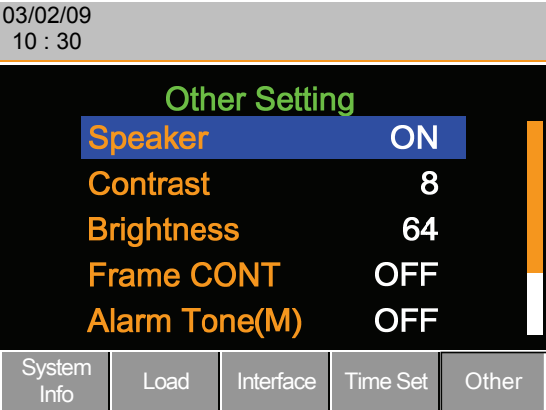 03/02/09
10 : 30
Other Setting
Speaker ON
Contrast 8
Brightness 64
Frame CONT OFF
Alarm Tone(M) OFF
System Info Load Interface Time Set Other